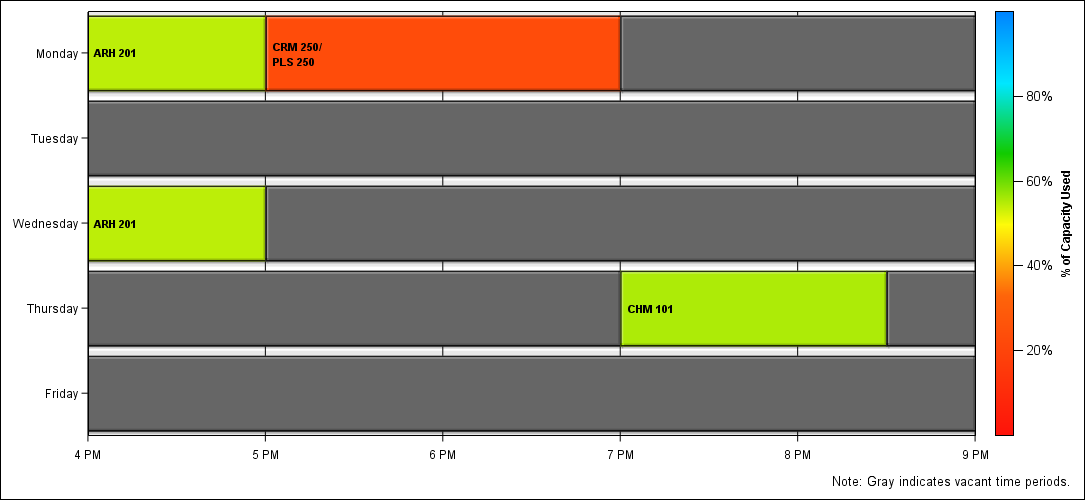 Monday
ARH 201
CRM 250/
PLS 250
Tuesday
Wednesday
ARH 201
Thursday
CHM 101
Friday
4 PM 5 PM 6 PM 7 PM 8 PM 9 PM
80%
60%
40%
20%
% of Capacity Used
Note: Gray indicates vacant time periods.